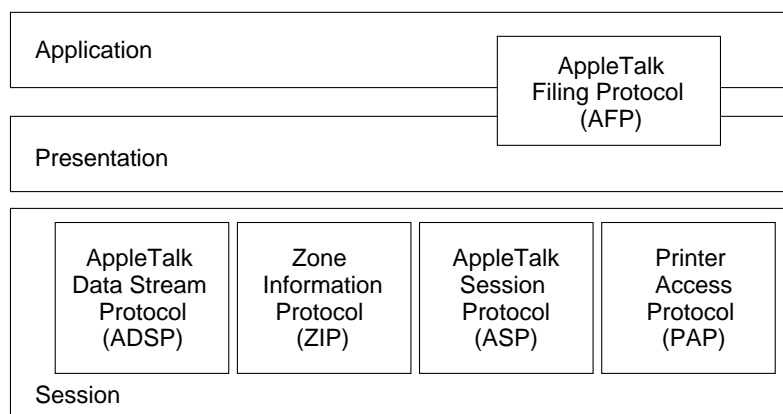 Application
AppleTalk
Filing Protocol
(AFP)
Presentation
AppleTalk
Data Stream
Protocol
(ADSP)
Zone
Information
Protocol
(ZIP)
AppleTalk
Session
Protocol
(ASP)
Printer
Access
Protocol
(PAP)
Session